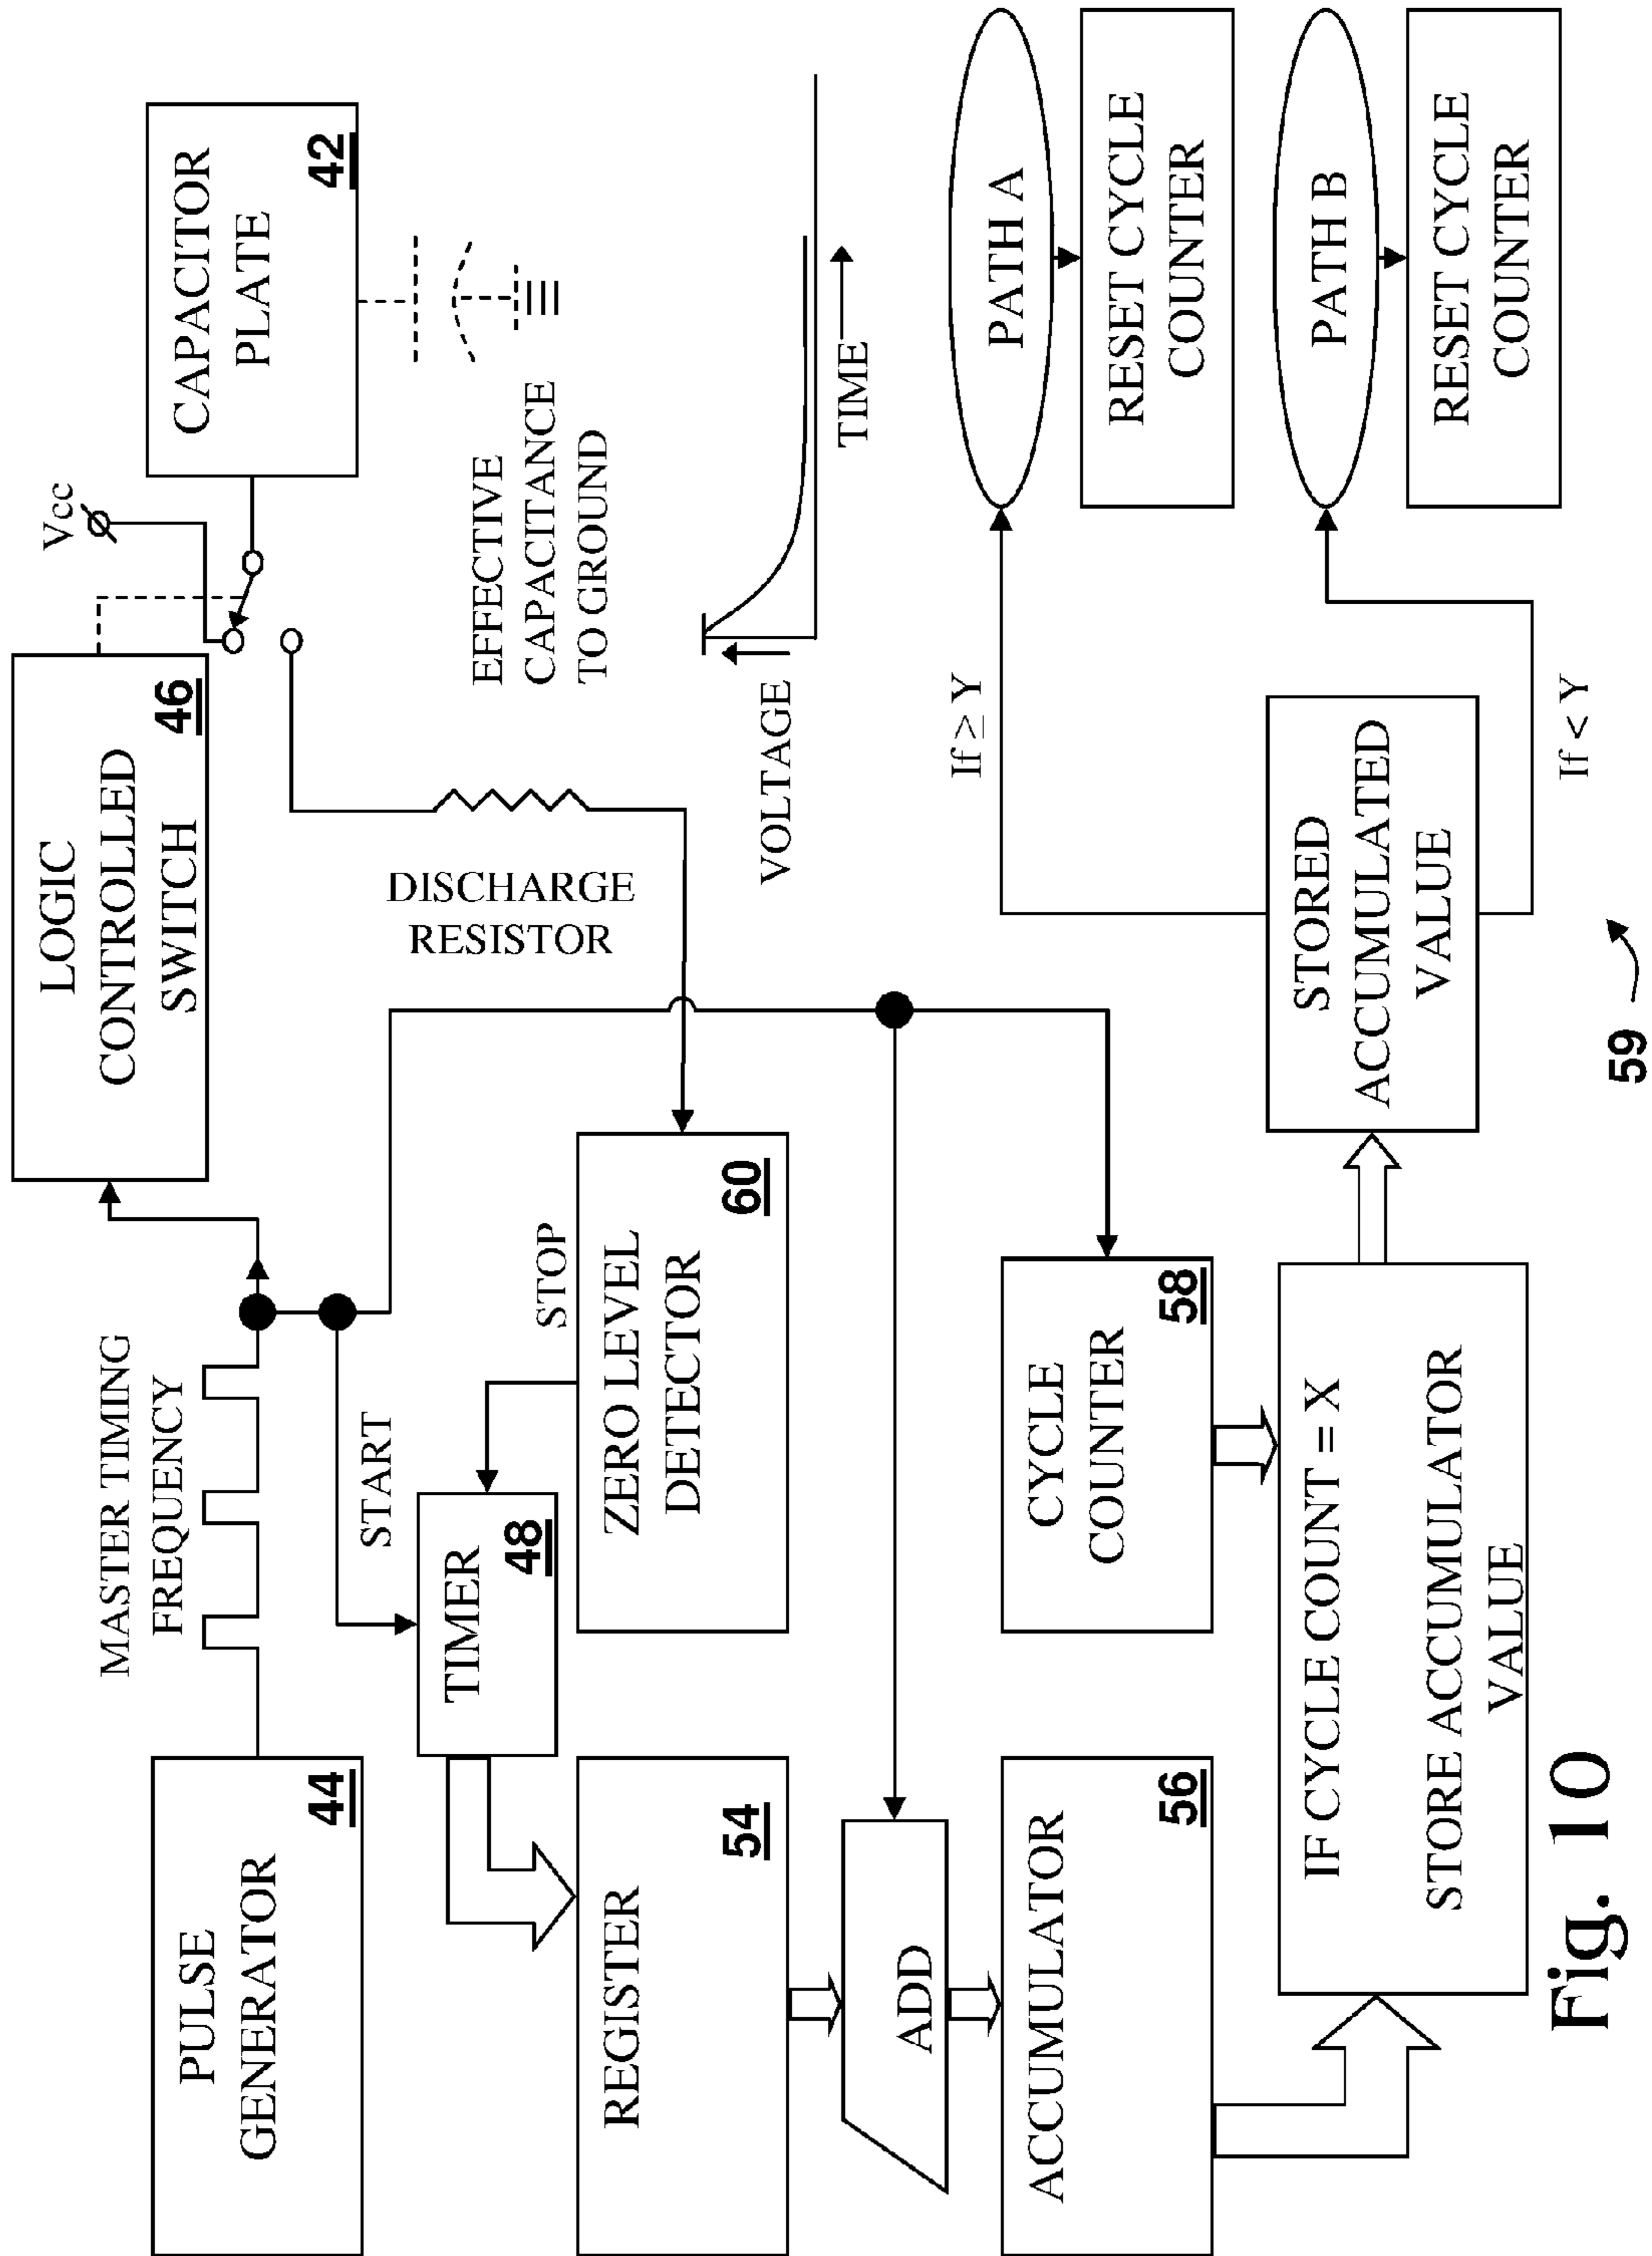 PULSE
GENERATOR
44
MASTER TIMING
FREQUENCY
LOGIC
CONTROLLED
SWITCH
46
Vcc
CAPACITOR
PLATE
42
START
TIMER
48
STOP
ZERO LEVEL
DETECTOR
60
DISCHARGE
RESISTOR
EFFECTIVE
CAPACITANCE
TO GROUND
VOLTAGE
TIME
REGISTER
54
ADD
ACCUMULATOR
56
CYCLE
COUNTER
58
IF CYCLE COUNT = X
STORE ACCUMULATOR
VALUE
STORED
ACCUMULATED
VALUE
If ≥ Y
If < Y
PATH A
RESET CYCLE
COUNTER
PATH B
RESET CYCLE
COUNTER
59
Fig. 10